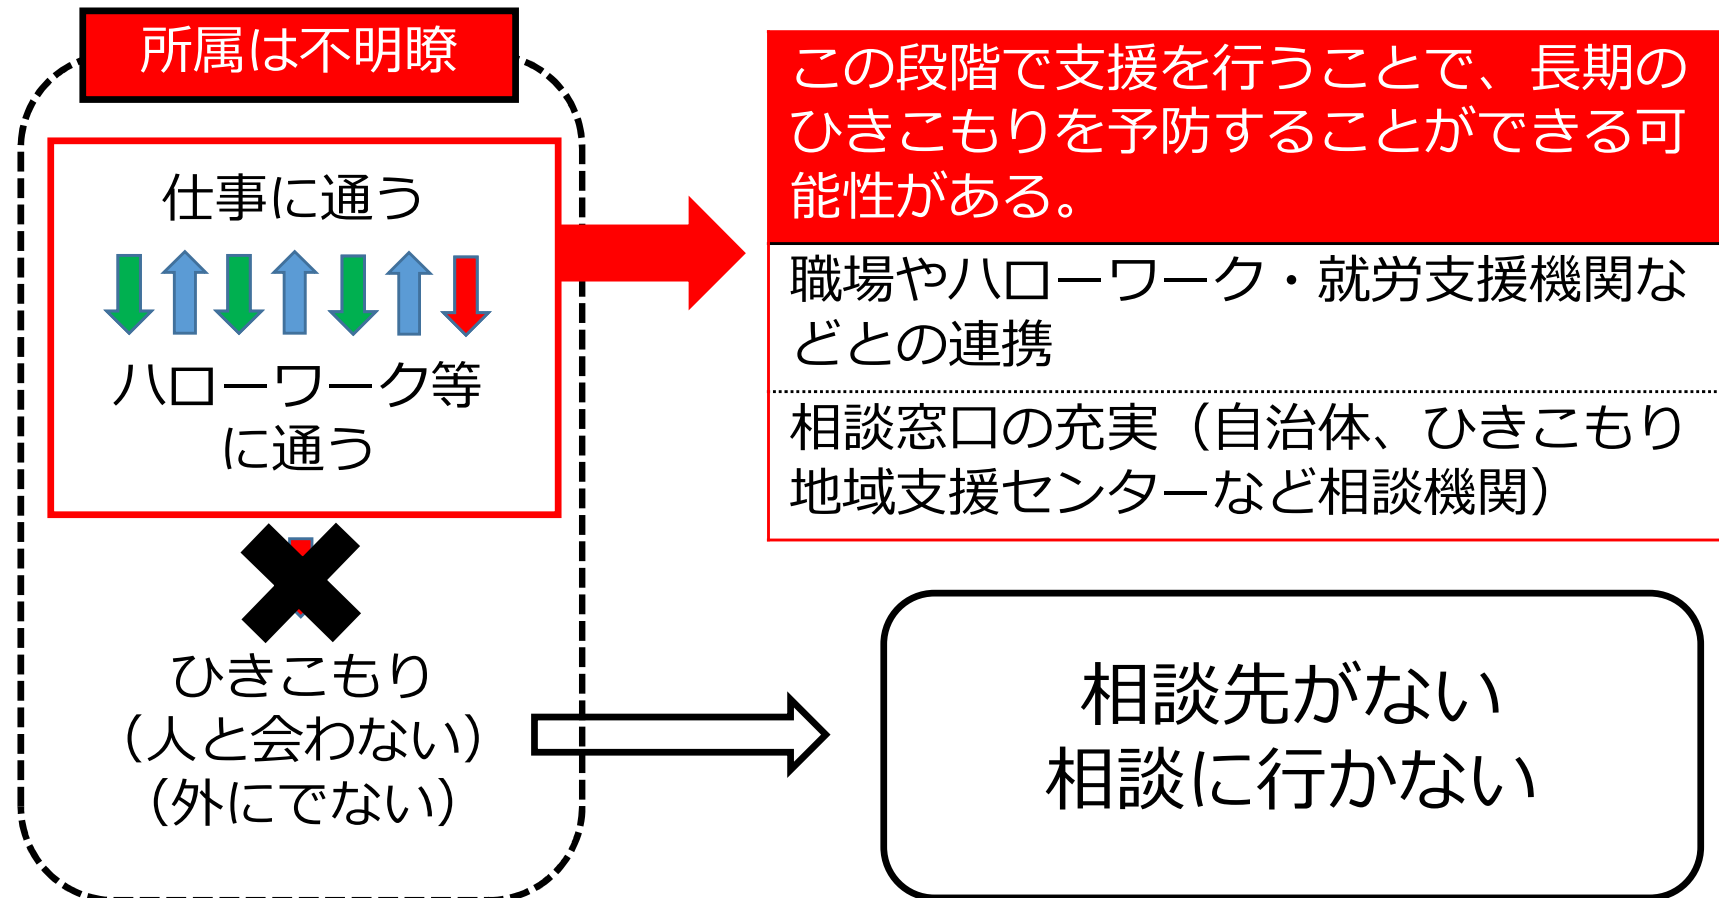 所属は不明瞭
仕事に通う
ハローワーク等
に通う
ひきこもり
（人と会わない）
（外にでない）
この段階で支援を行うことで、長期の
ひきこもりを予防することができる可
能性がある。
職場やハローワーク・就労支援機関な
どとの連携
相談窓口の充実（自治体、ひきこもり
地域支援センターなど相談機関）
相談先がない
相談に行かない